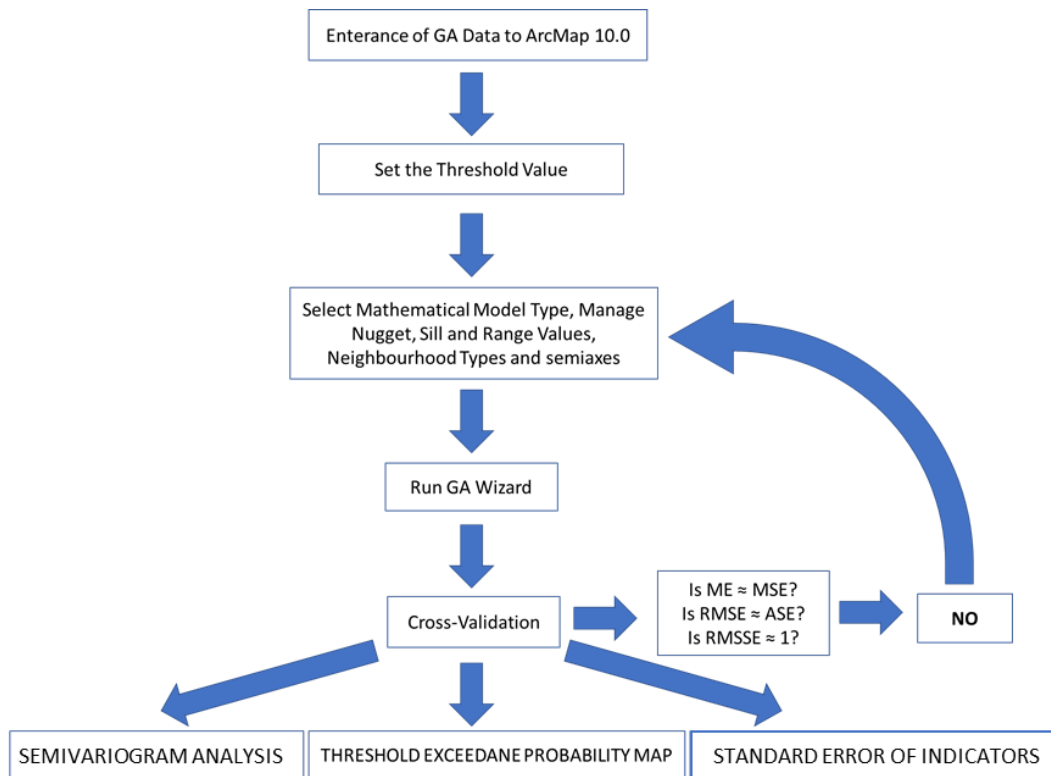 Enterance of GA Data to ArcMap 10.0
Set the Threshold Value
Select Mathematical Model Type, Manage
Nugget, Sill and Range Values,
Neighbourhood Types and semiaxes
Run GA Wizard
Cross-Validation
Is ME ≈ MSE?
Is RMSE ≈ ASE?
Is RMSSE ≈ 1?
NO
SEMIVARIOGRAM ANALYSIS
THRESHOLD EXCEEDANE PROBABILITY MAP
STANDARD ERROR OF INDICATORS